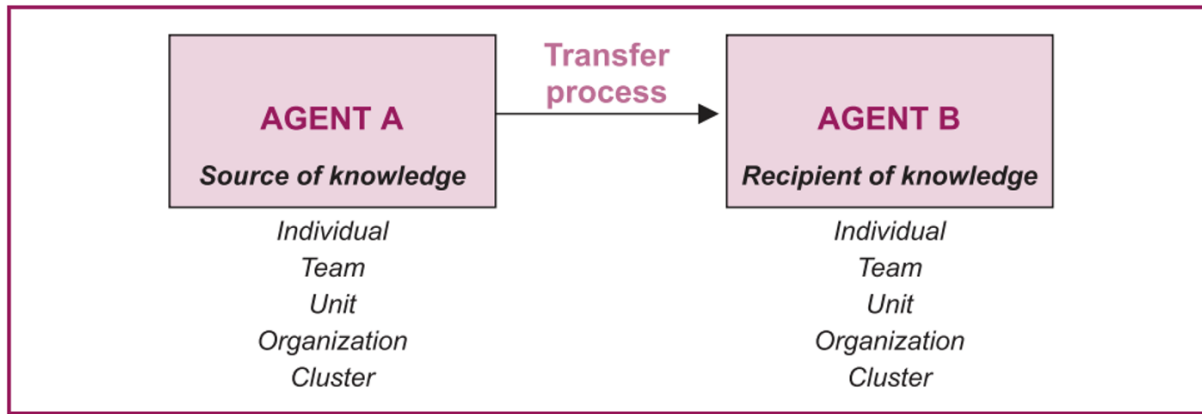 Transfer
process
AGENT A
Source of knowledge
Individual
Team
Unit
Organization
Cluster
AGENT B
Recipient of knowledge
Individual
Team
Unit
Organization
Cluster